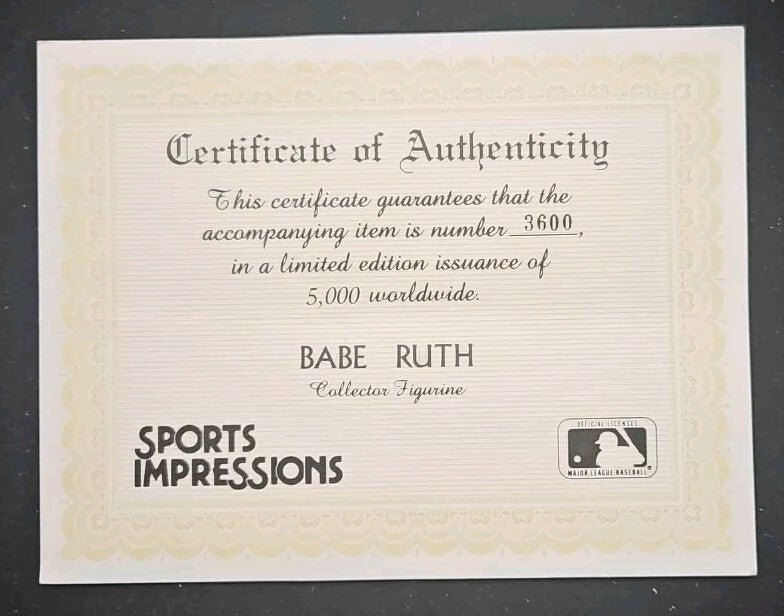 Certificate of Authenticity
This certificate guarantees that the
accompanying item is number 3600,
in a limited edition issuance of
5,000 worldwide.
BABE RUTH
Collector Figurine
SPORTS
IMPRESSIONS
OFFICIAL LICENSEE
MAJOR LEAGUE BASEBALL®